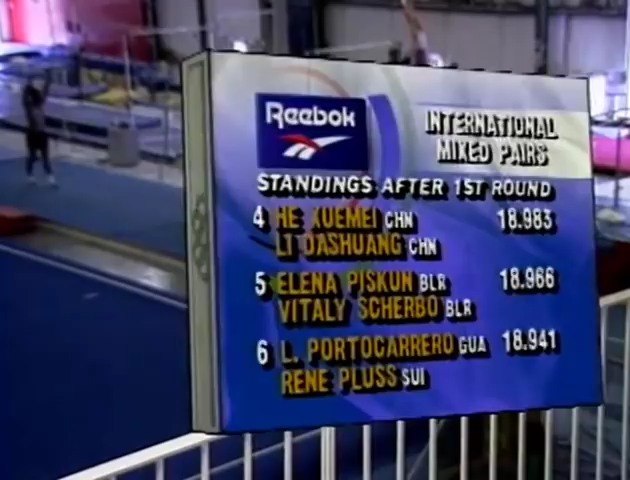 Reebok
INTERNATIONAL
MIXED PAIRS
STANDINGS AFTER 1ST ROUND
4 HE XUEMEI CHN 18.983
LI DASHUANG CHN
5 ELENA PISKUN BLR 18.966
VITALY SCHERBO BLR
6 L. PORTOCARRERO GUA 18.941
RENE PLUSS SUI